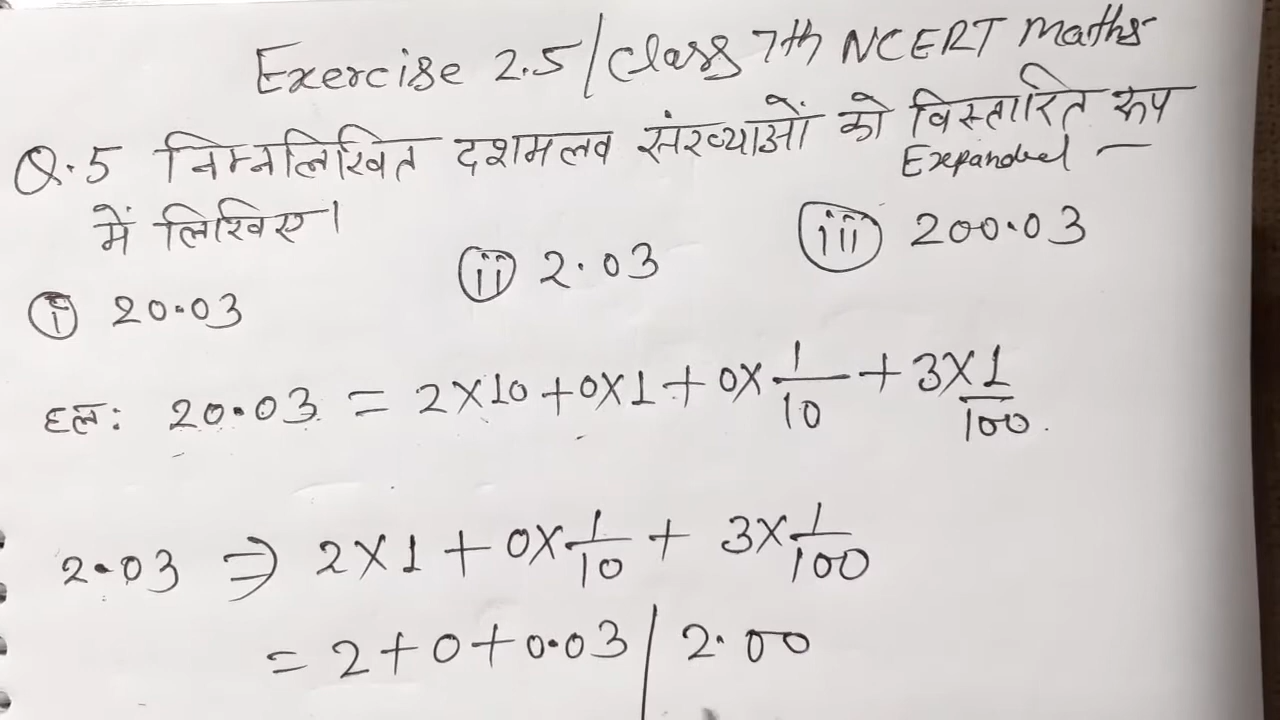 Exercise 2.5/Class 7th NCERT Maths-
Q.5 निम्नलिखित दशमलव संख्याओं को विस्तारित रूप
Expanded —
में लिखिए।
(i) 20.03 (ii) 2.03 (iii) 200.03
हल: 20.03 = 2×10+0×1+0×1/10+3×1/100.
2.03 ⇒ 2×1+0×1/10+3×1/100
=2+0+0.03/2.00